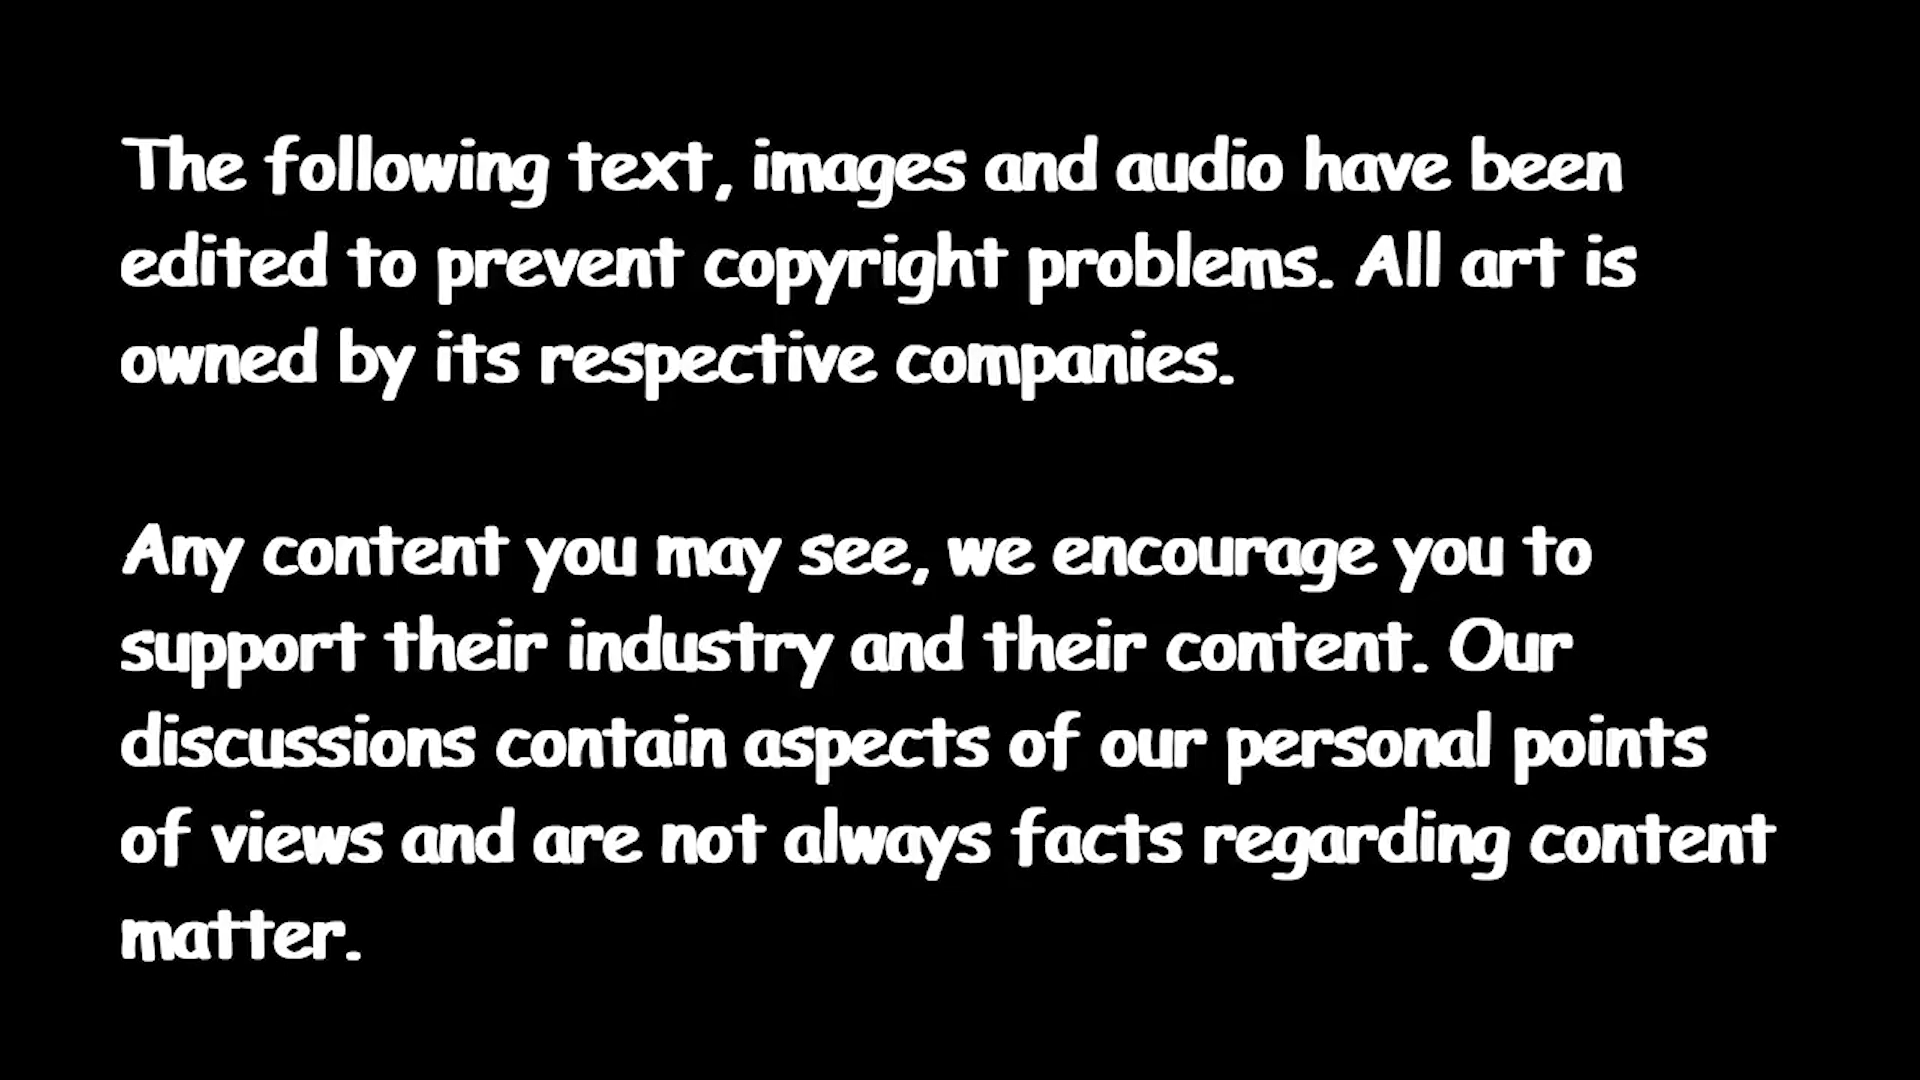 The following text, images and audio have been
edited to prevent copyright problems. All art is
owned by its respective companies.
Any content you may see, we encourage you to
support their industry and their content. Our
discussions contain aspects of our personal points
of views and are not always facts regarding content
matter.